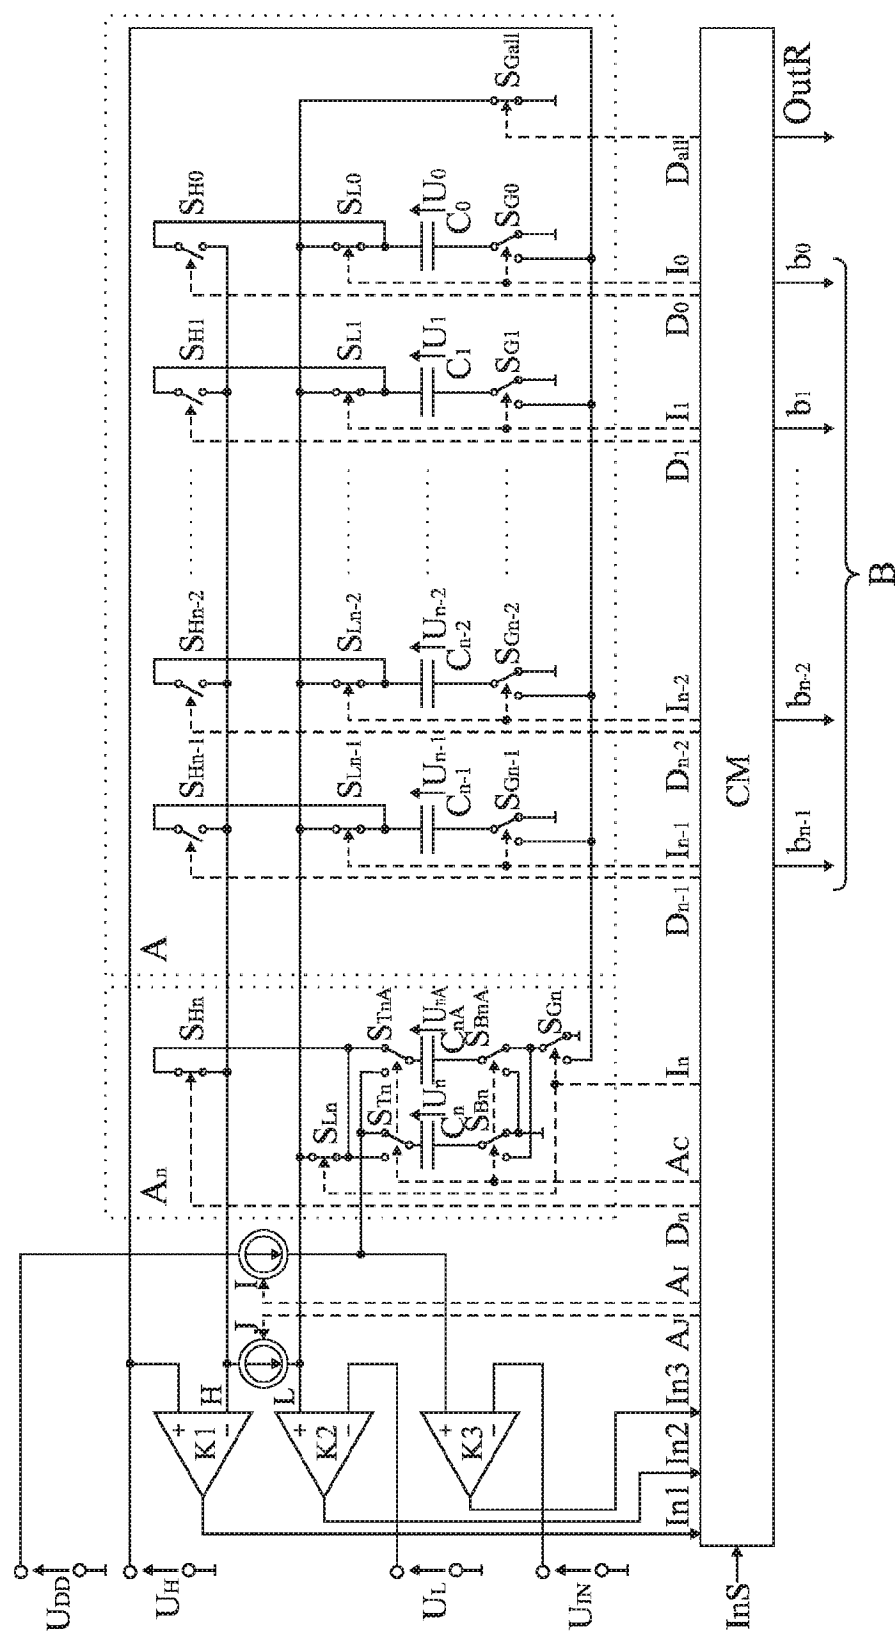 UDD
UH
UL
UIN
InS
K1
K2
K3
+
-
+
-
+
-
H
L
J
I
In1
In2
In3
AJ
AI
Dn
AC
In
An
A
SHn
SLn
STn
STnA
Un
UnA
Cn
CnA
SBn
SBnA
SGn
SHn-1
SLn-1
Un-1
Cn-1
SGn-1
Dn-1
In-1
SHn-2
SLn-2
Un-2
Cn-2
SGn-2
Dn-2
In-2
SH1
SL1
U1
C1
SG1
D1
I1
SH0
SL0
U0
C0
SG0
D0
I0
SGall
Dall
CM
bn-1
bn-2
b1
b0
OutR
B